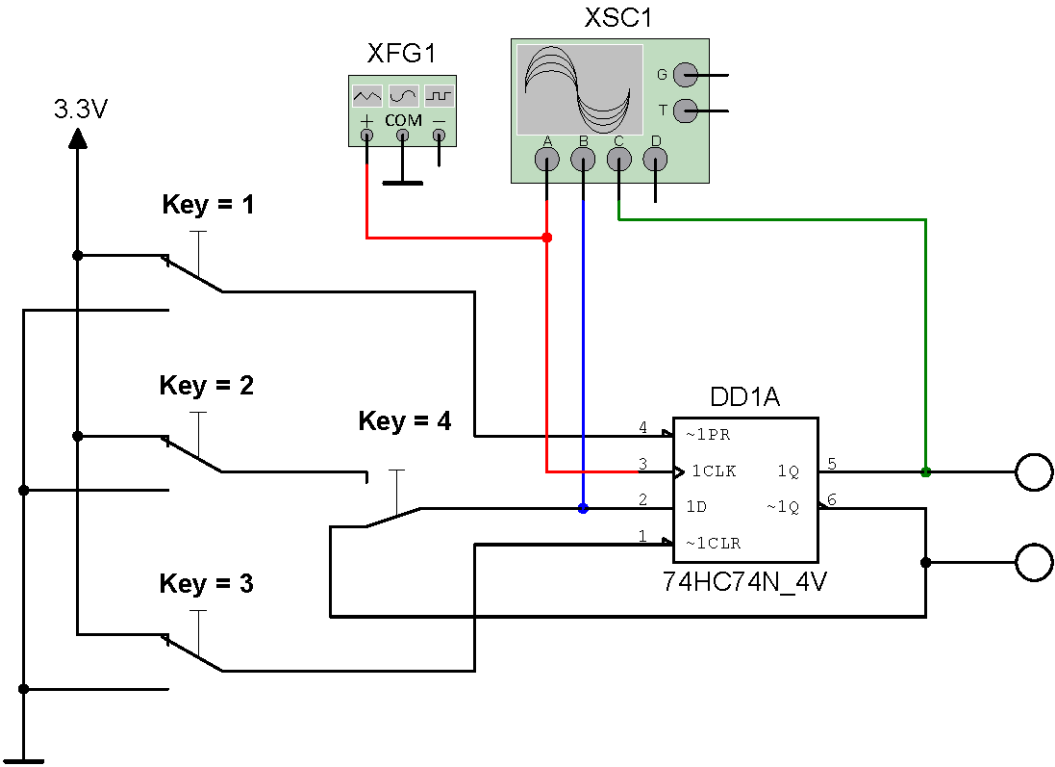 XSC1
XFG1
G
T
+ COM −
A B C D
3.3V
Key = 1
Key = 2
Key = 4
Key = 3
DD1A
4 ~1PR
3 1CLK 1Q 5
2 1D ~1Q 6
1 ~1CLR
74HC74N_4V